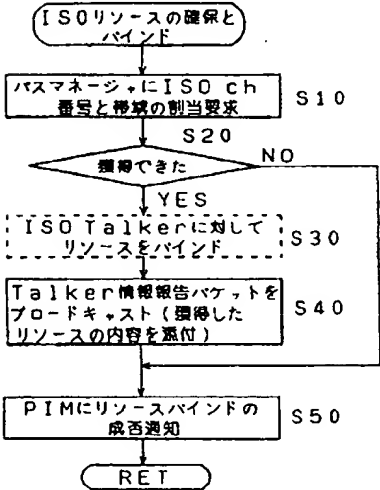 ISOリソースの確保と
バインド
バスマネージャにISO ch
番号と帯域の割当要求
S10
S20
獲得できた
NO
YES
ISO Talkerに対して
リソースをバインド
S30
Talker情報報告パケットを
ブロードキャスト(獲得した
リソースの内容を添付)
S40
PIMにリソースバインドの
成否通知
S50
RET